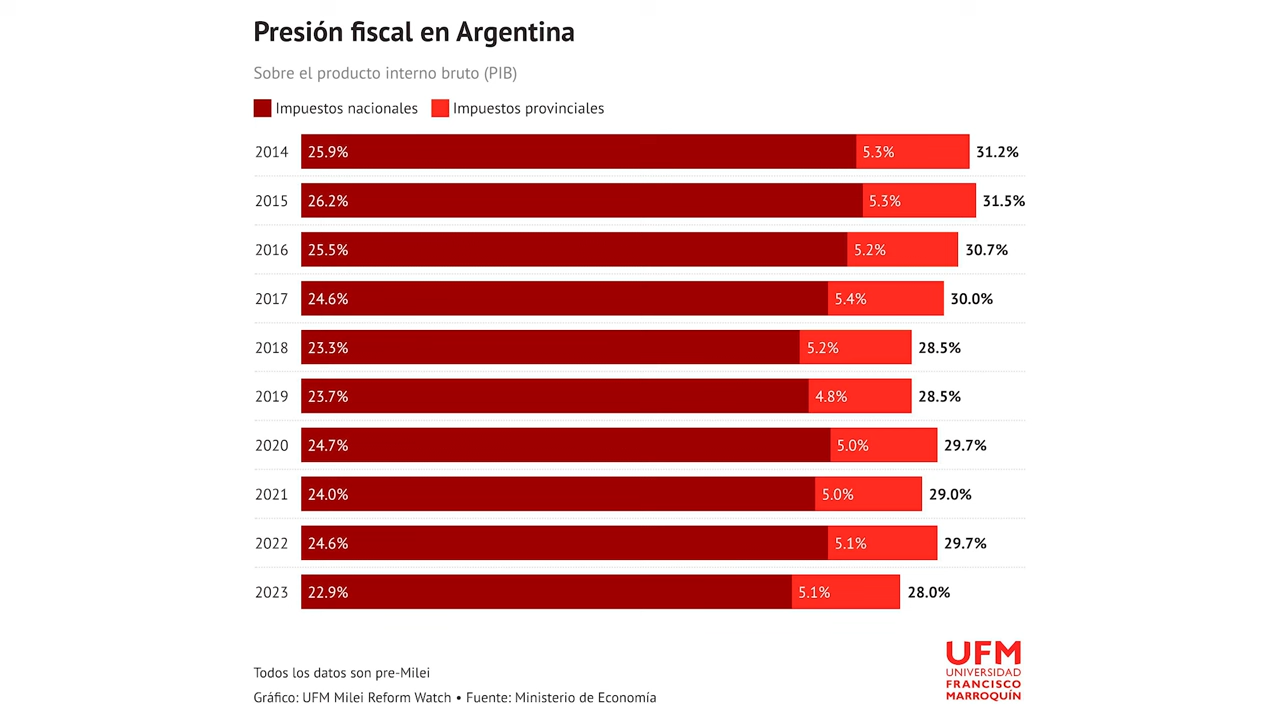 Presión fiscal en Argentina
Sobre el producto interno bruto (PIB)
Impuestos nacionales Impuestos provinciales
2014 25.9% 5.3% 31.2%
2015 26.2% 5.3% 31.5%
2016 25.5% 5.2% 30.7%
2017 24.6% 5.4% 30.0%
2018 23.3% 5.2% 28.5%
2019 23.7% 4.8% 28.5%
2020 24.7% 5.0% 29.7%
2021 24.0% 5.0% 29.0%
2022 24.6% 5.1% 29.7%
2023 22.9% 5.1% 28.0%
Todos los datos son pre-Milei
Gráfico: UFM Milei Reform Watch • Fuente: Ministerio de Economía
UFM
UNIVERSIDAD
FRANCISCO
MARROQUÍN